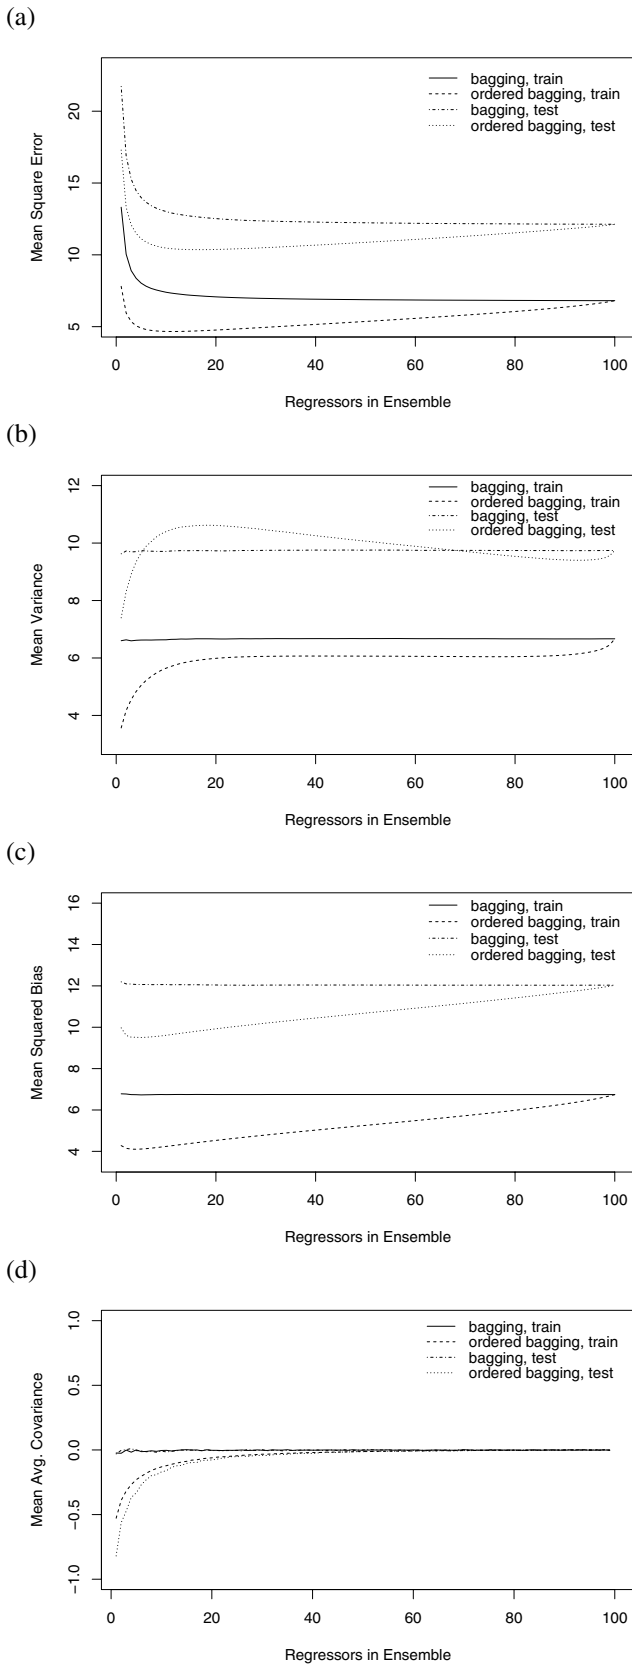 (a)
Mean Square Error
20
15
10
5
bagging, train
ordered bagging, train
bagging, test
ordered bagging, test
0 20 40 60 80 100
Regressors in Ensemble
(b)
Mean Variance
12
10
8
6
4
bagging, train
ordered bagging, train
bagging, test
ordered bagging, test
0 20 40 60 80 100
Regressors in Ensemble
(c)
Mean Squared Bias
16
14
12
10
8
6
4
bagging, train
ordered bagging, train
bagging, test
ordered bagging, test
0 20 40 60 80 100
Regressors in Ensemble
(d)
Mean Avg. Covariance
1.0
0.5
0.0
−0.5
−1.0
bagging, train
ordered bagging, train
bagging, test
ordered bagging, test
0 20 40 60 80 100
Regressors in Ensemble